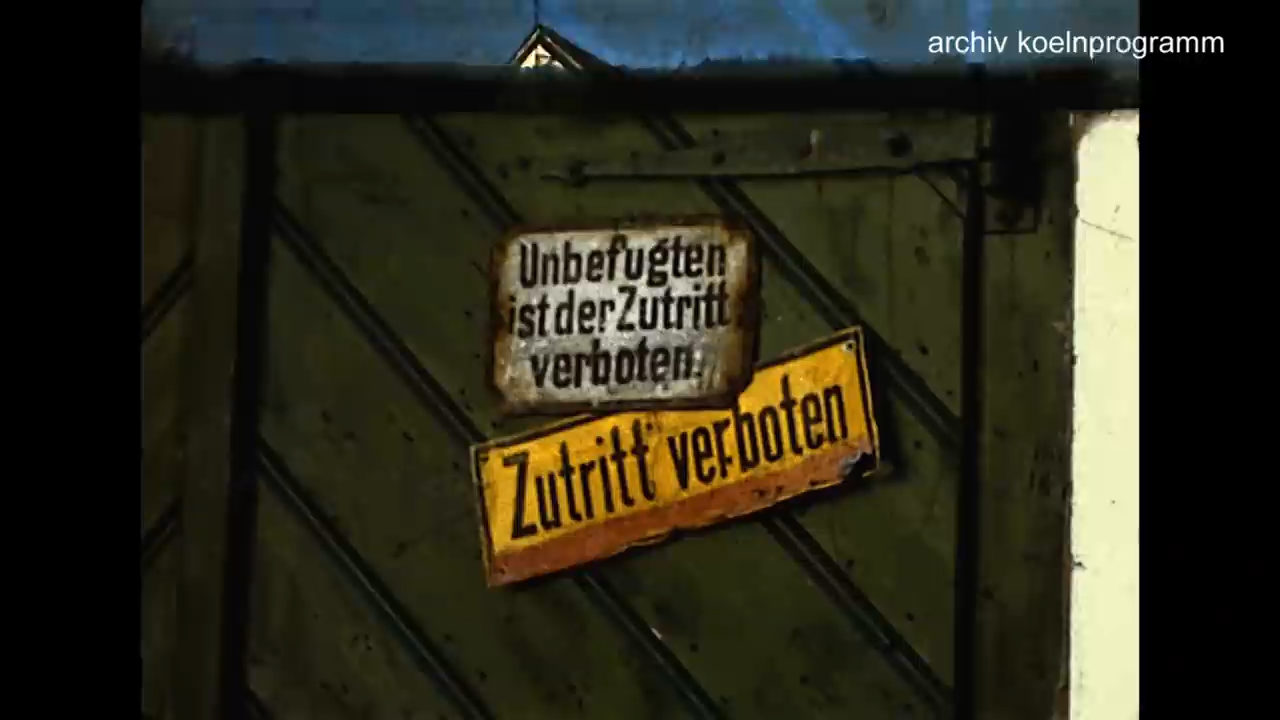 archiv koelnprogramm
Unbefugten
ist der Zutritt
verboten.
Zutritt verboten